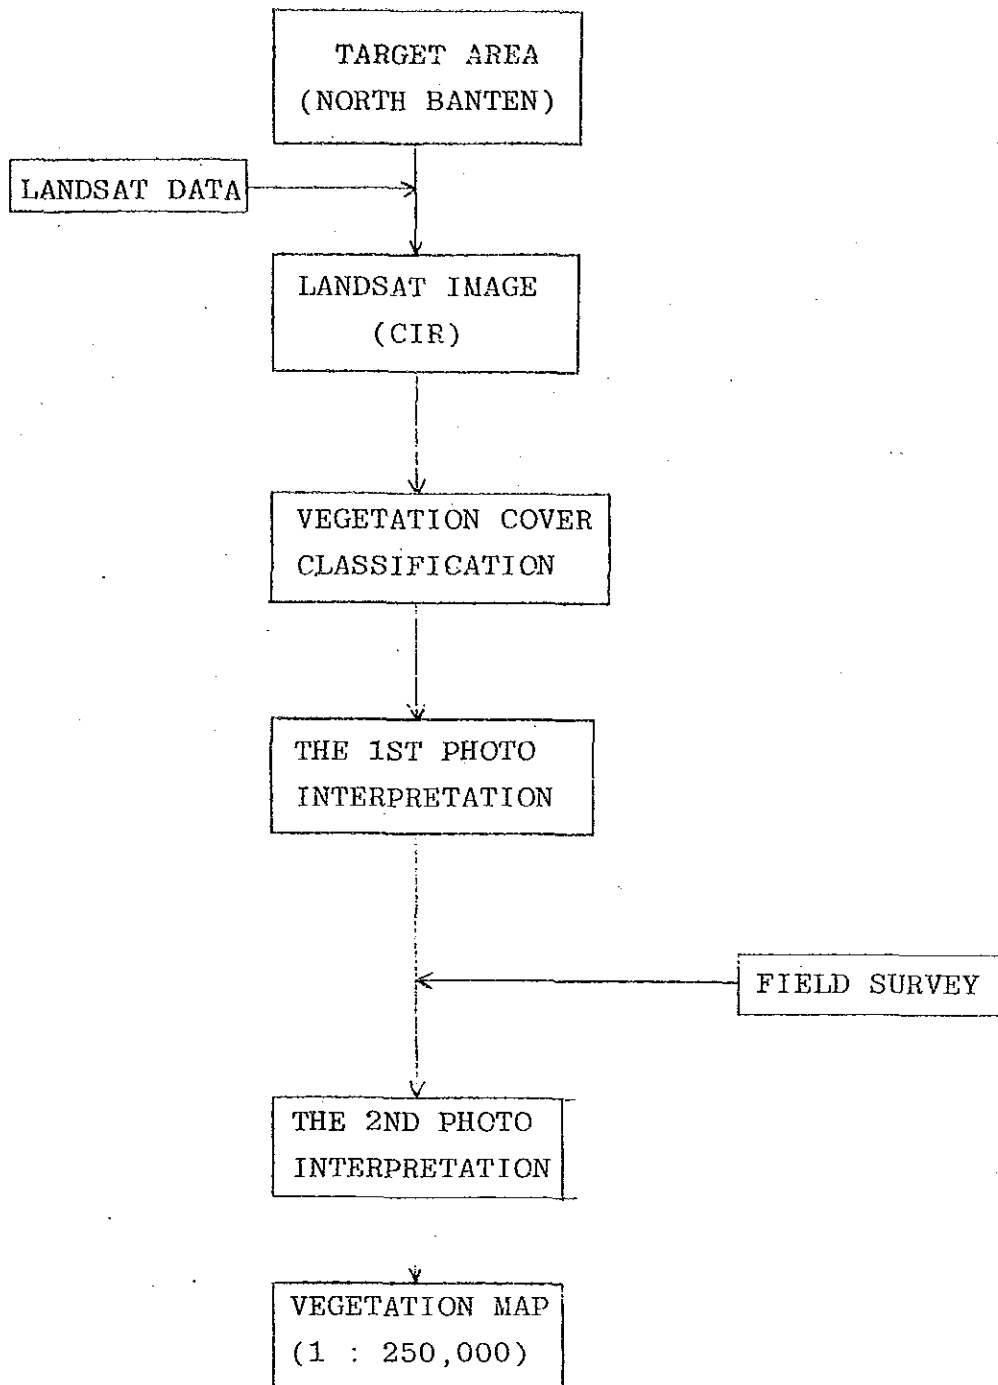 TARGET AREA
(NORTH BANTEN)
LANDSAT DATA
LANDSAT IMAGE
(CIR)
VEGETATION COVER
CLASSIFICATION
THE 1ST PHOTO
INTERPRETATION
FIELD SURVEY
THE 2ND PHOTO
INTERPRETATION
VEGETATION MAP
(1 : 250,000)